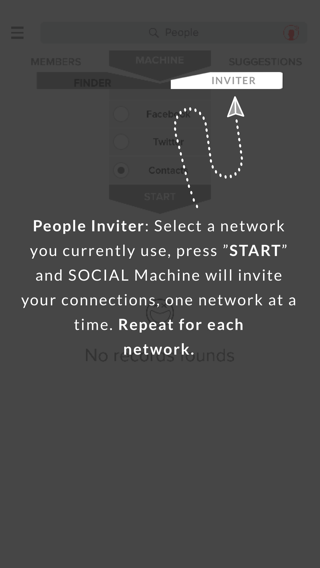 People
MEMBERS
MACHINE
SUGGESTIONS
FINDER
INVITER
Facebook
Twitter
Contact
START
People Inviter: Select a network
you currently use, press ”START”
and SOCIAL Machine will invite
your connections, one network at a
time. Repeat for each
network.
No records founds